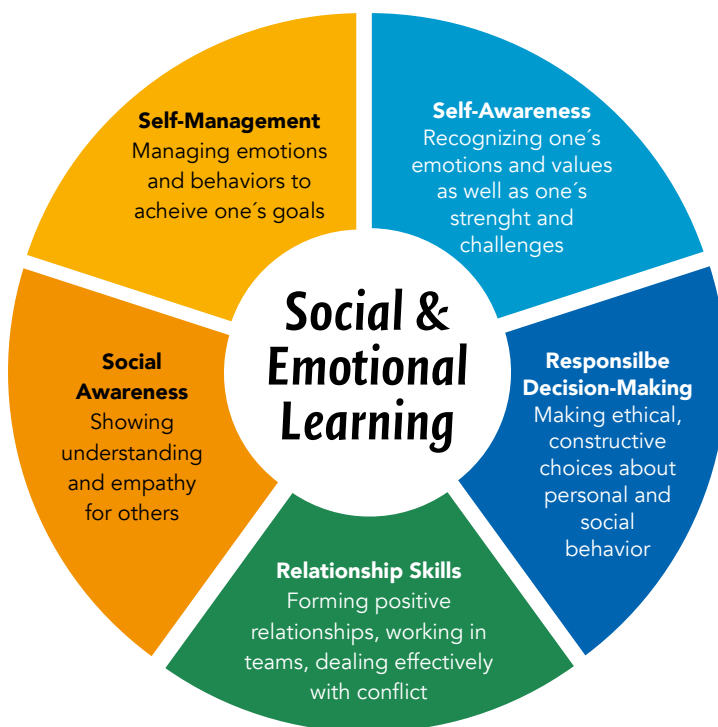 Self-Management
Managing emotions
and behaviors to
acheive one´s goals
Self-Awareness
Recognizing one´s
emotions and values
as well as one´s
strenght and
challenges
Social &
Emotional
Learning
Social
Awareness
Showing
understanding
and empathy
for others
Responsilbe
Decision-Making
Making ethical,
constructive
choices about
personal and
social
behavior
Relationship Skills
Forming positive
relationships, working in
teams, dealing effectively
with conflict